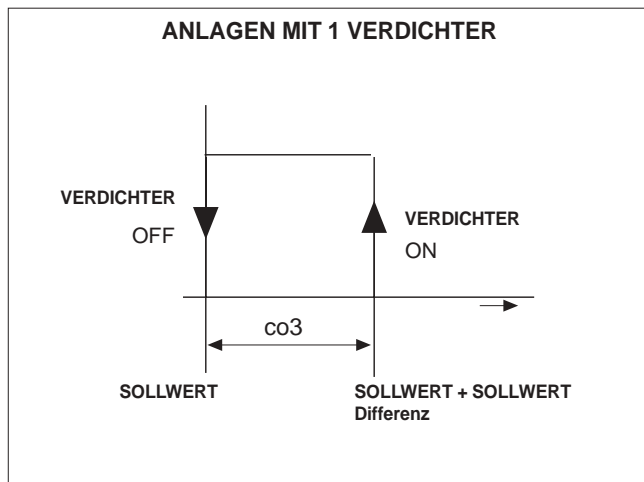 ANLAGEN MIT 1 VERDICHTER
VERDICHTER
OFF
VERDICHTER
ON
co3
SOLLWERT
SOLLWERT + SOLLWERT
Differenz